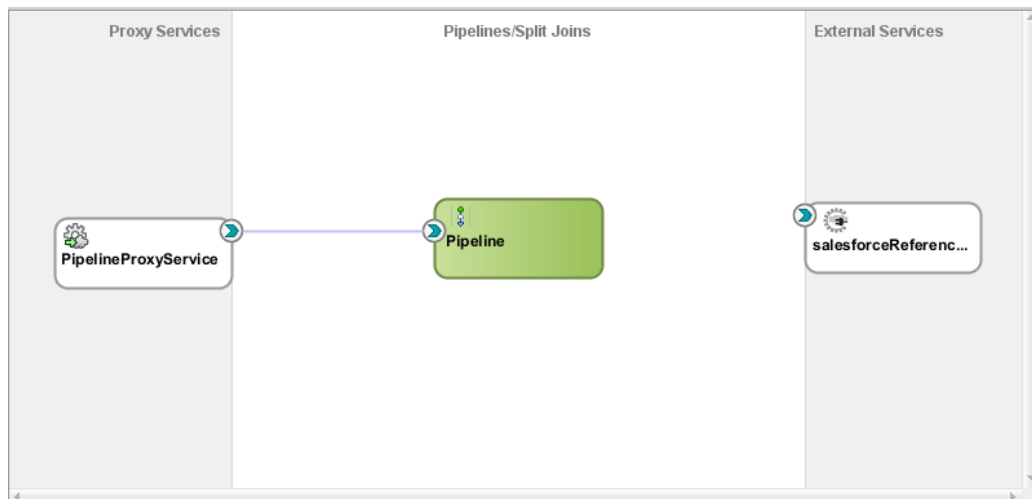 Proxy Services
Pipelines/Split Joins
External Services
PipelineProxyService
Pipeline
salesforceReferenc...